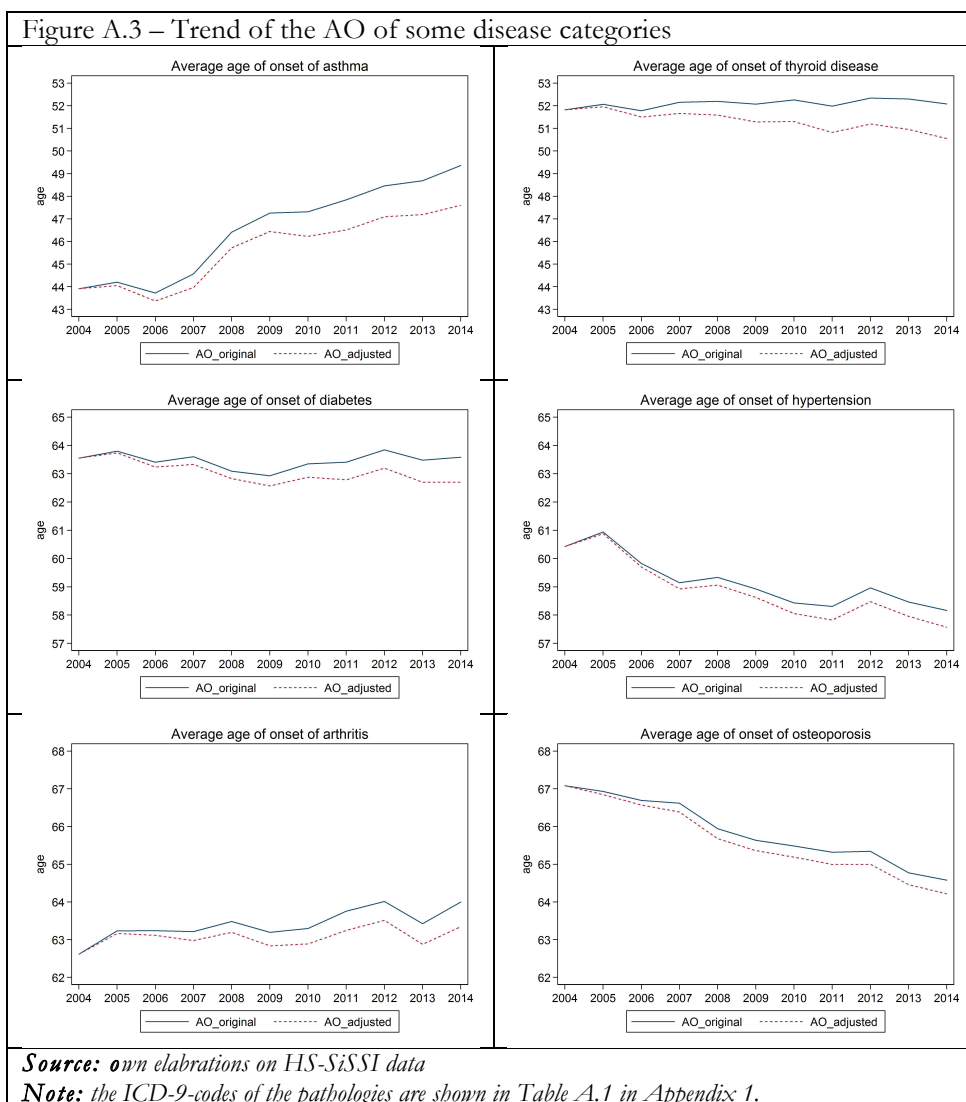 Figure A.3 – Trend of the AO of some disease categories
Average age of onset of asthma
53
52
51
50
49
48
47
46
45
44
43
age
2004 2005 2006 2007 2008 2009 2010 2011 2012 2013 2014
AO_original AO_adjusted
Average age of onset of thyroid disease
53
52
51
50
49
48
47
46
45
44
43
age
2004 2005 2006 2007 2008 2009 2010 2011 2012 2013 2014
AO_original AO_adjusted
Average age of onset of diabetes
65
64
63
62
61
60
59
58
57
age
2004 2005 2006 2007 2008 2009 2010 2011 2012 2013 2014
AO_original AO_adjusted
Average age of onset of hypertension
65
64
63
62
61
60
59
58
57
age
2004 2005 2006 2007 2008 2009 2010 2011 2012 2013 2014
AO_original AO_adjusted
Average age of onset of arthritis
68
67
66
65
64
63
62
age
2004 2005 2006 2007 2008 2009 2010 2011 2012 2013 2014
AO_original AO_adjusted
Average age of onset of osteoporosis
68
67
66
65
64
63
62
age
2004 2005 2006 2007 2008 2009 2010 2011 2012 2013 2014
AO_original AO_adjusted
Source: own elabrations on HS-SiSSI data
Note: the ICD-9-codes of the pathologies are shown in Table A.1 in Appendix 1.